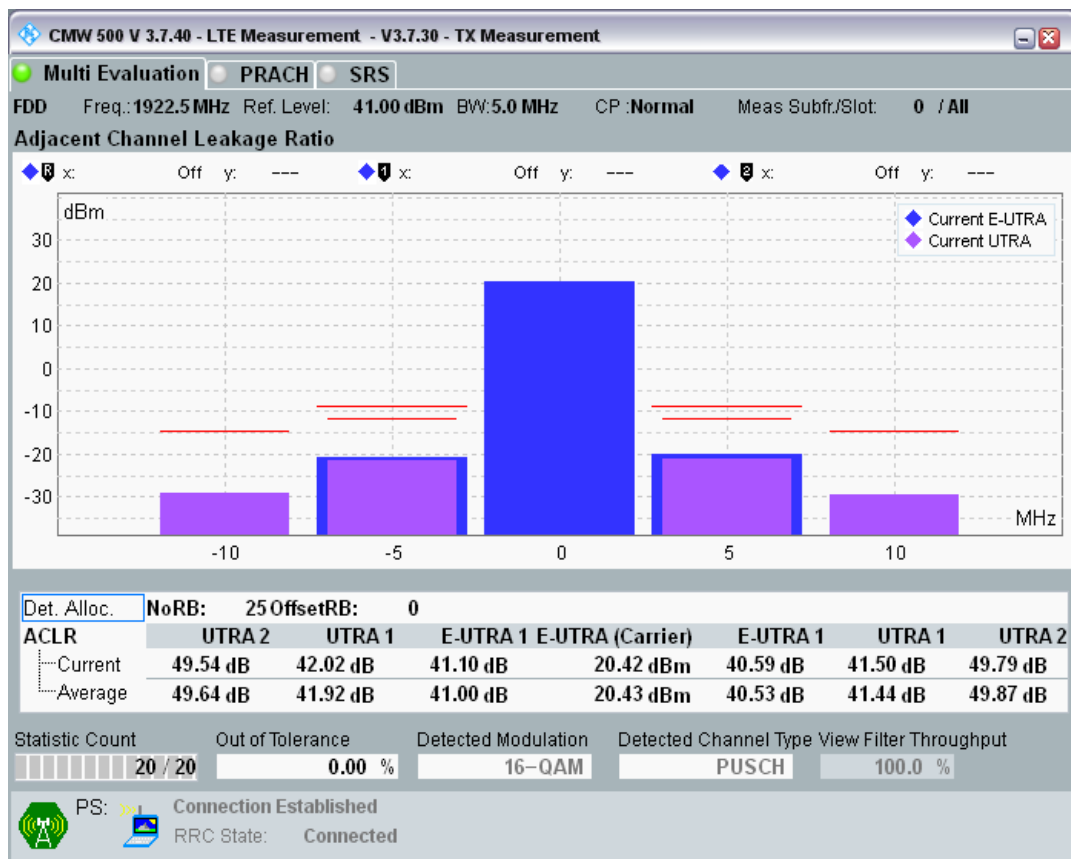 CMW 500 V 3.7.40 - LTE Measurement - V3.7.30 - TX Measurement
Multi Evaluation PRACH SRS
FDD Freq.:1922.5 MHz Ref. Level: 41.00 dBm BW:5.0 MHz CP :Normal Meas Subfr./Slot: 0 / All
Adjacent Channel Leakage Ratio
R x: Off y: --- 1 x: Off y: --- 2 x: Off y: ---
dBm
Current E-UTRA
Current UTRA
30
20
10
0
-10
-20
-30
MHz
-10 -5 0 5 10
Det. Alloc. NoRB: 25 OffsetRB: 0
ACLR UTRA 2 UTRA 1 E-UTRA 1 E-UTRA (Carrier) E-UTRA 1 UTRA 1 UTRA 2
Current 49.54 dB 42.02 dB 41.10 dB 20.42 dBm 40.59 dB 41.50 dB 49.79 dB
Average 49.64 dB 41.92 dB 41.00 dB 20.43 dBm 40.53 dB 41.44 dB 49.87 dB
Statistic Count Out of Tolerance Detected Modulation Detected Channel Type View Filter Throughput
20 / 20 0.00 % 16-QAM PUSCH 100.0 %
PS: Connection Established
RRC State: Connected